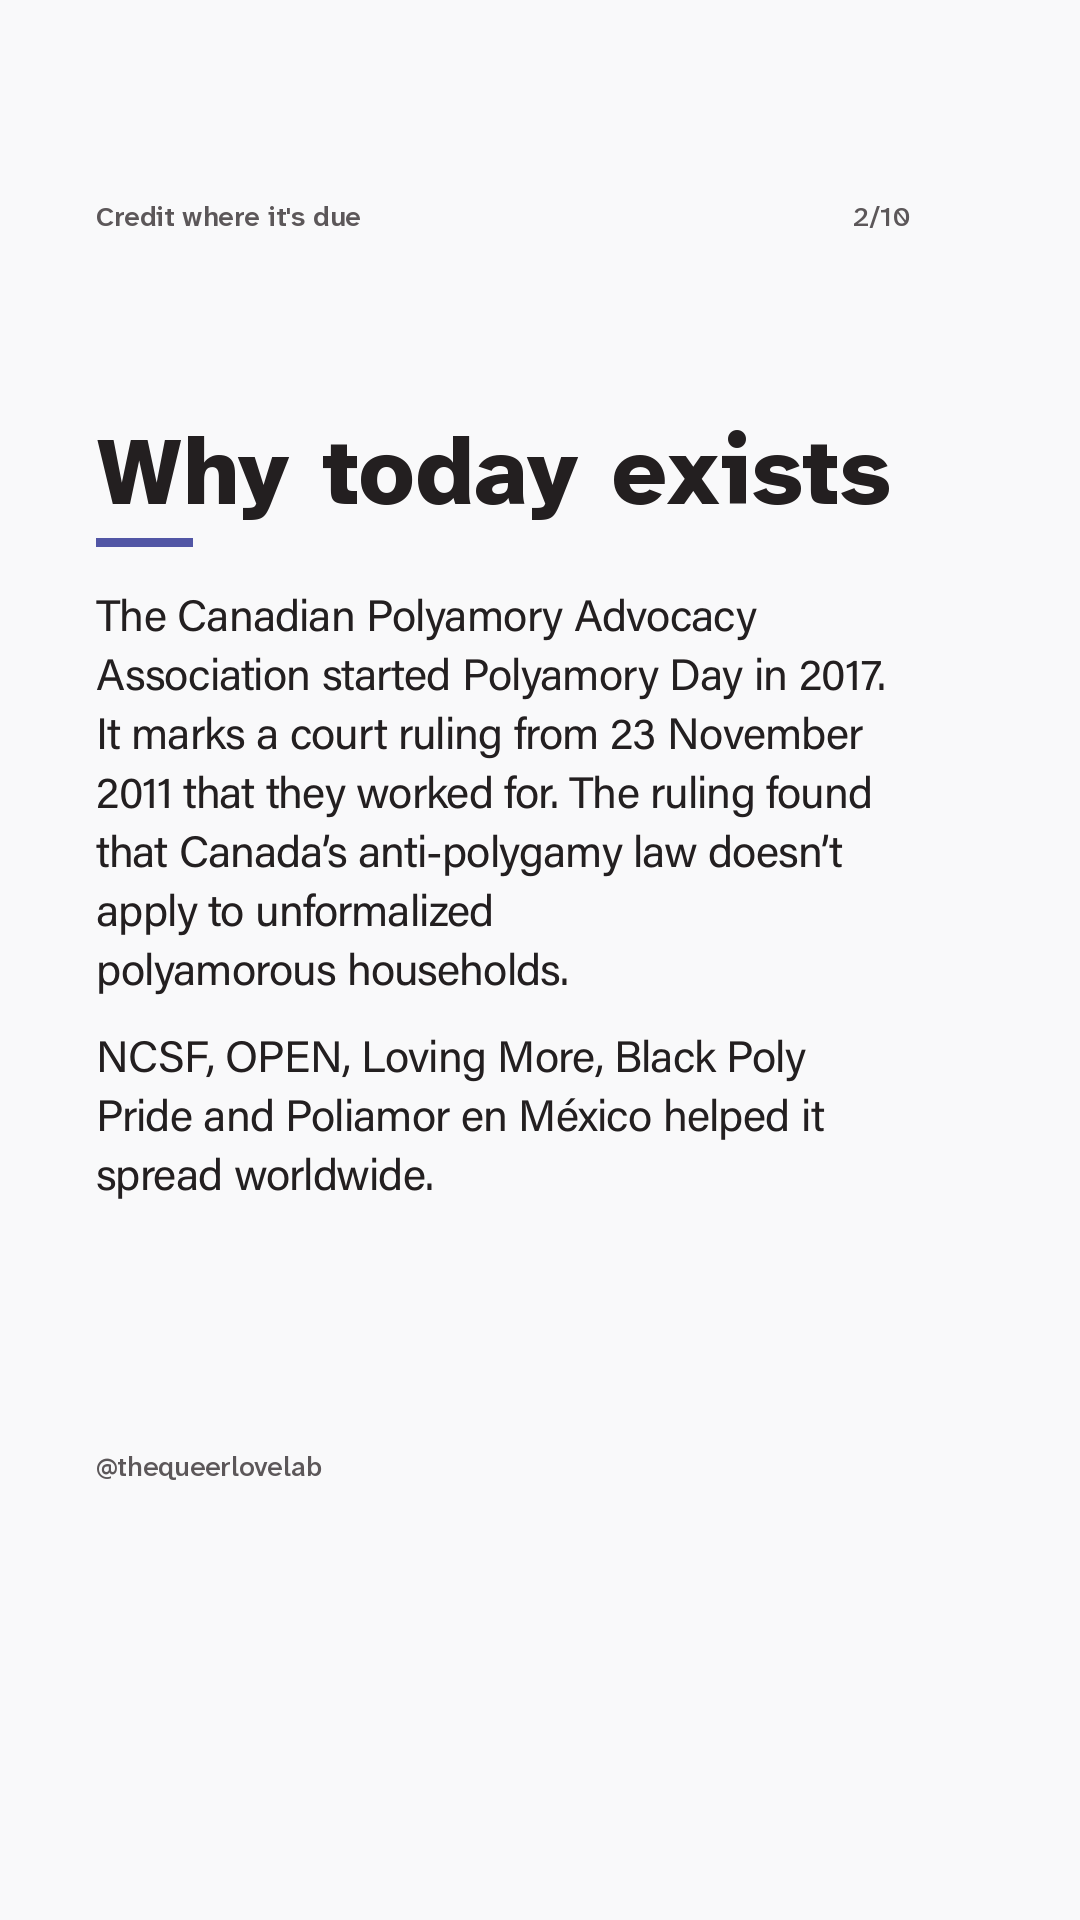 Credit where it's due
2/10
Why today exists
The Canadian Polyamory Advocacy
Association started Polyamory Day in 2017.
It marks a court ruling from 23 November
2011 that they worked for. The ruling found
that Canada’s anti-polygamy law doesn’t
apply to unformalized
polyamorous households.
NCSF, OPEN, Loving More, Black Poly
Pride and Poliamor en México helped it
spread worldwide.
@thequeerlovelab